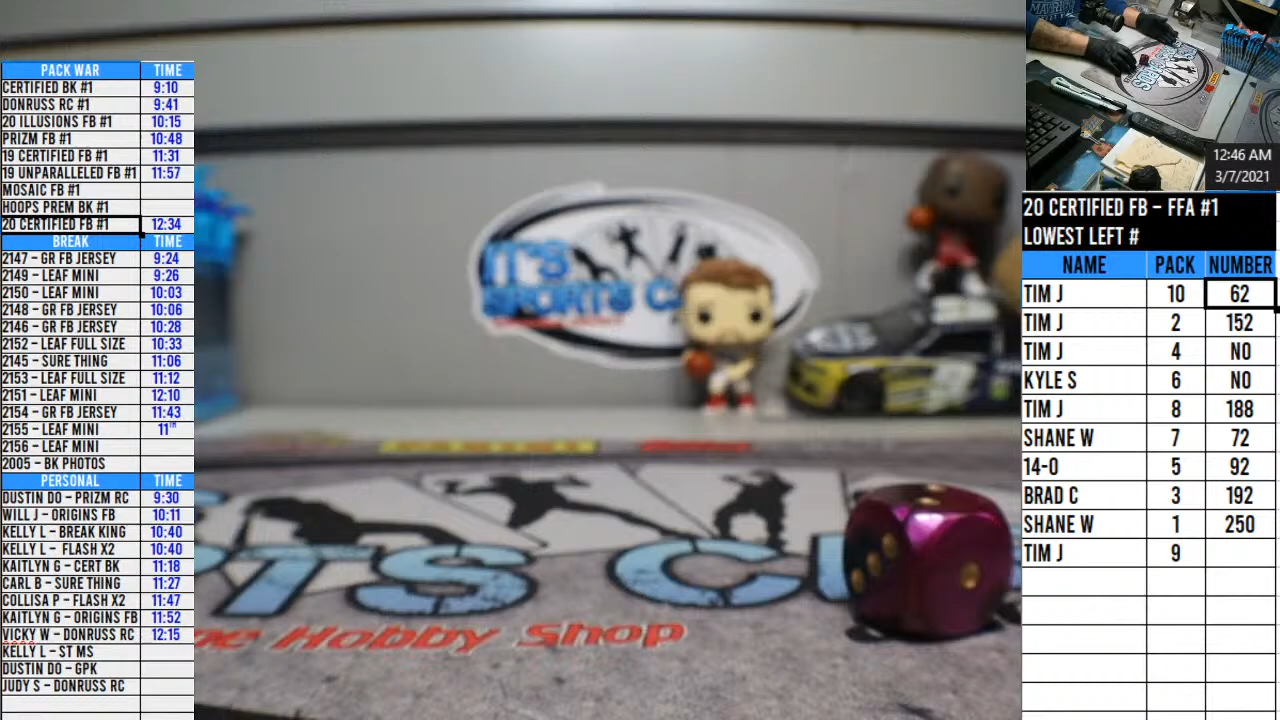 PACK WAR TIME
CERTIFIED BK #1 9:10
DONRUSS RC #1 9:41
20 ILLUSIONS FB #1 10:15
PRIZM FB #1 10:48
19 CERTIFIED FB #1 11:31
19 UNPARALLELED FB #1 11:57
MOSAIC FB #1
HOOPS PREM BK #1
20 CERTIFIED FB #1 12:34
BREAK TIME
2147 - GR FB JERSEY 9:24
2149 - LEAF MINI 9:26
2150 - LEAF MINI 10:03
2148 - GR FB JERSEY 10:06
2146 - GR FB JERSEY 10:28
2152 - LEAF FULL SIZE 10:33
2145 - SURE THING 11:06
2153 - LEAF FULL SIZE 11:12
2151 - LEAF MINI 12:10
2154 - GR FB JERSEY 11:43
2155 - LEAF MINI 11TH
2156 - LEAF MINI
2005 - BK PHOTOS
PERSONAL TIME
DUSTIN DO - PRIZM RC 9:30
WILL J - ORIGINS FB 10:11
KELLY L - BREAK KING 10:40
KELLY L - FLASH X2 10:40
KAITLYN G - CERT BK 11:18
CARL B - SURE THING 11:27
COLLISA P - FLASH X2 11:47
KAITLYN G - ORIGINS FB 11:52
VICKY W - DONRUSS RC 12:15
KELLY L - ST MS
DUSTIN DO - GPK
JUDY S - DONRUSS RC
IT'S
SPORTS C
RTS C
me Hobby Shop
12:46 AM
3/7/2021
20 CERTIFIED FB - FFA #1
LOWEST LEFT #
NAME PACK NUMBER
TIM J 10 62
TIM J 2 152
TIM J 4 NO
KYLE S 6 NO
TIM J 8 188
SHANE W 7 72
14-0 5 92
BRAD C 3 192
SHANE W 1 250
TIM J 9